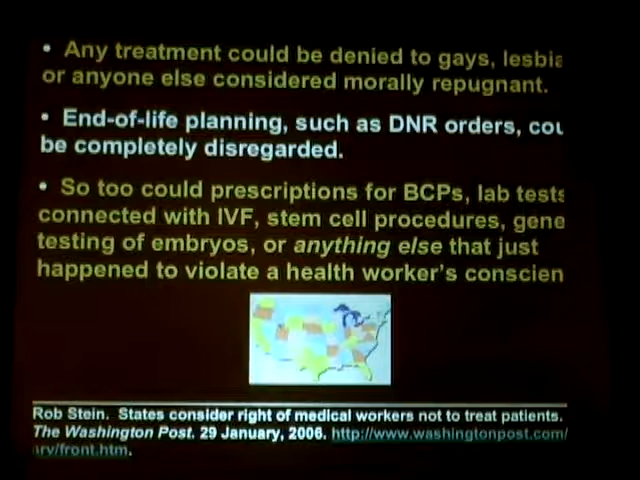 • Any treatment could be denied to gays, lesbia
or anyone else considered morally repugnant.
• End-of-life planning, such as DNR orders, cou
be completely disregarded.
• So too could prescriptions for BCPs, lab tests
connected with IVF, stem cell procedures, gene
testing of embryos, or anything else that just
happened to violate a health worker's conscien
Rob Stein. States consider right of medical workers not to treat patients.
The Washington Post. 29 January, 2006. http://www.washingtonpost.com/
arv/front.htm.